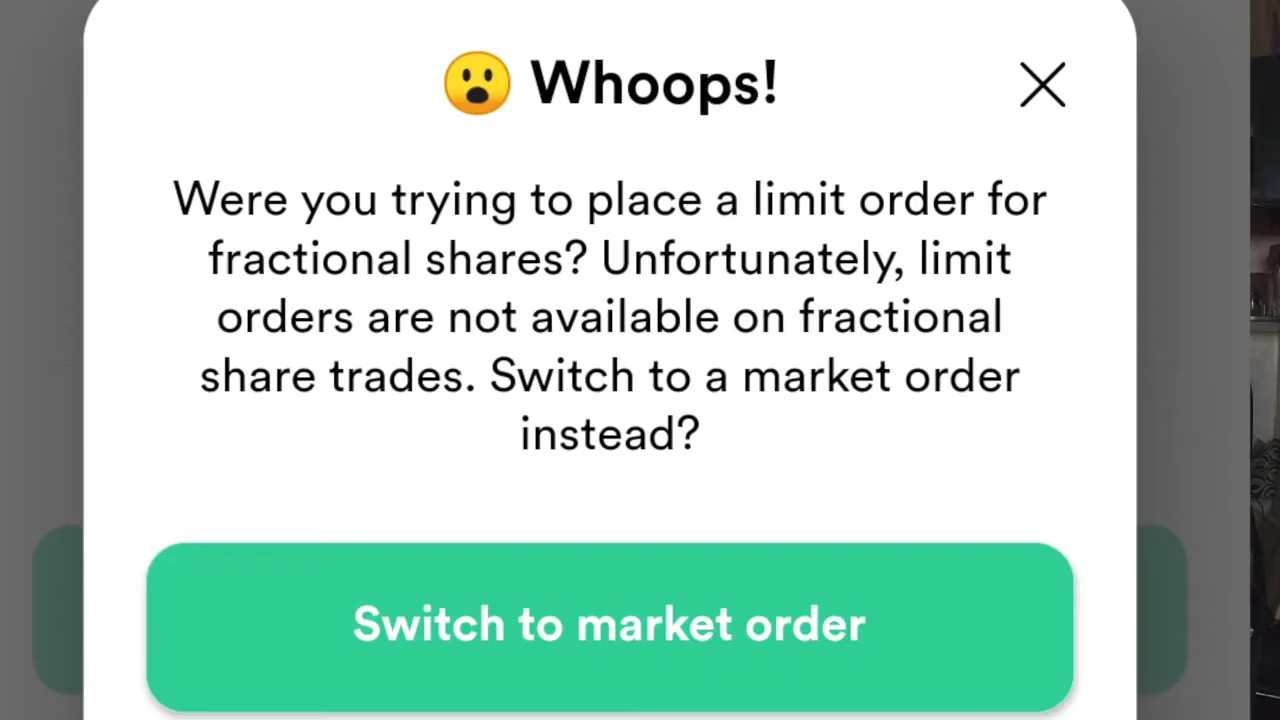 😮 Whoops!
Were you trying to place a limit order for
fractional shares? Unfortunately, limit
orders are not available on fractional
share trades. Switch to a market order
instead?
Switch to market order